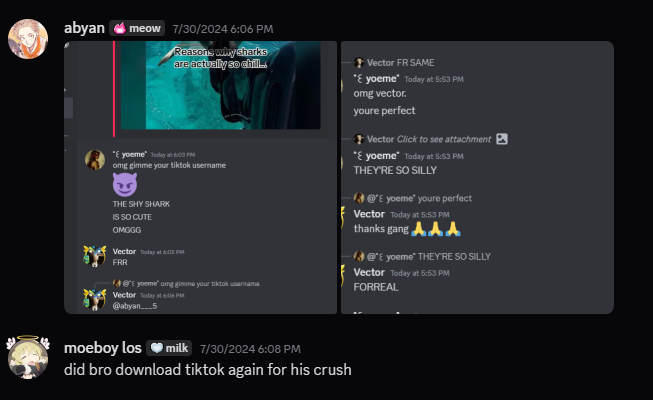 abyan meow 7/30/2024 6:06 PM
Reasons why sharks
are actually so chill...
"꒰ yoeme" Today at 6:03 PM
omg gimme your tiktok username
THE SHY SHARK
IS SO CUTE
OMGGG
Vector Today at 6:05 PM
FRR
@"꒰ yoeme" omg gimme your tiktok username
Vector Today at 6:06 PM
@abyan___5
Vector FR SAME
"꒰ yoeme" Today at 5:53 PM
omg vector.
youre perfect
Vector Click to see attachment
"꒰ yoeme" Today at 5:53 PM
THEY'RE SO SILLY
@"꒰ yoeme" youre perfect
Vector Today at 5:53 PM
thanks gang 🙏🙏🙏
@"꒰ yoeme" THEY'RE SO SILLY
Vector Today at 5:53 PM
FORREAL
moeboy los milk 7/30/2024 6:08 PM
did bro download tiktok again for his crush